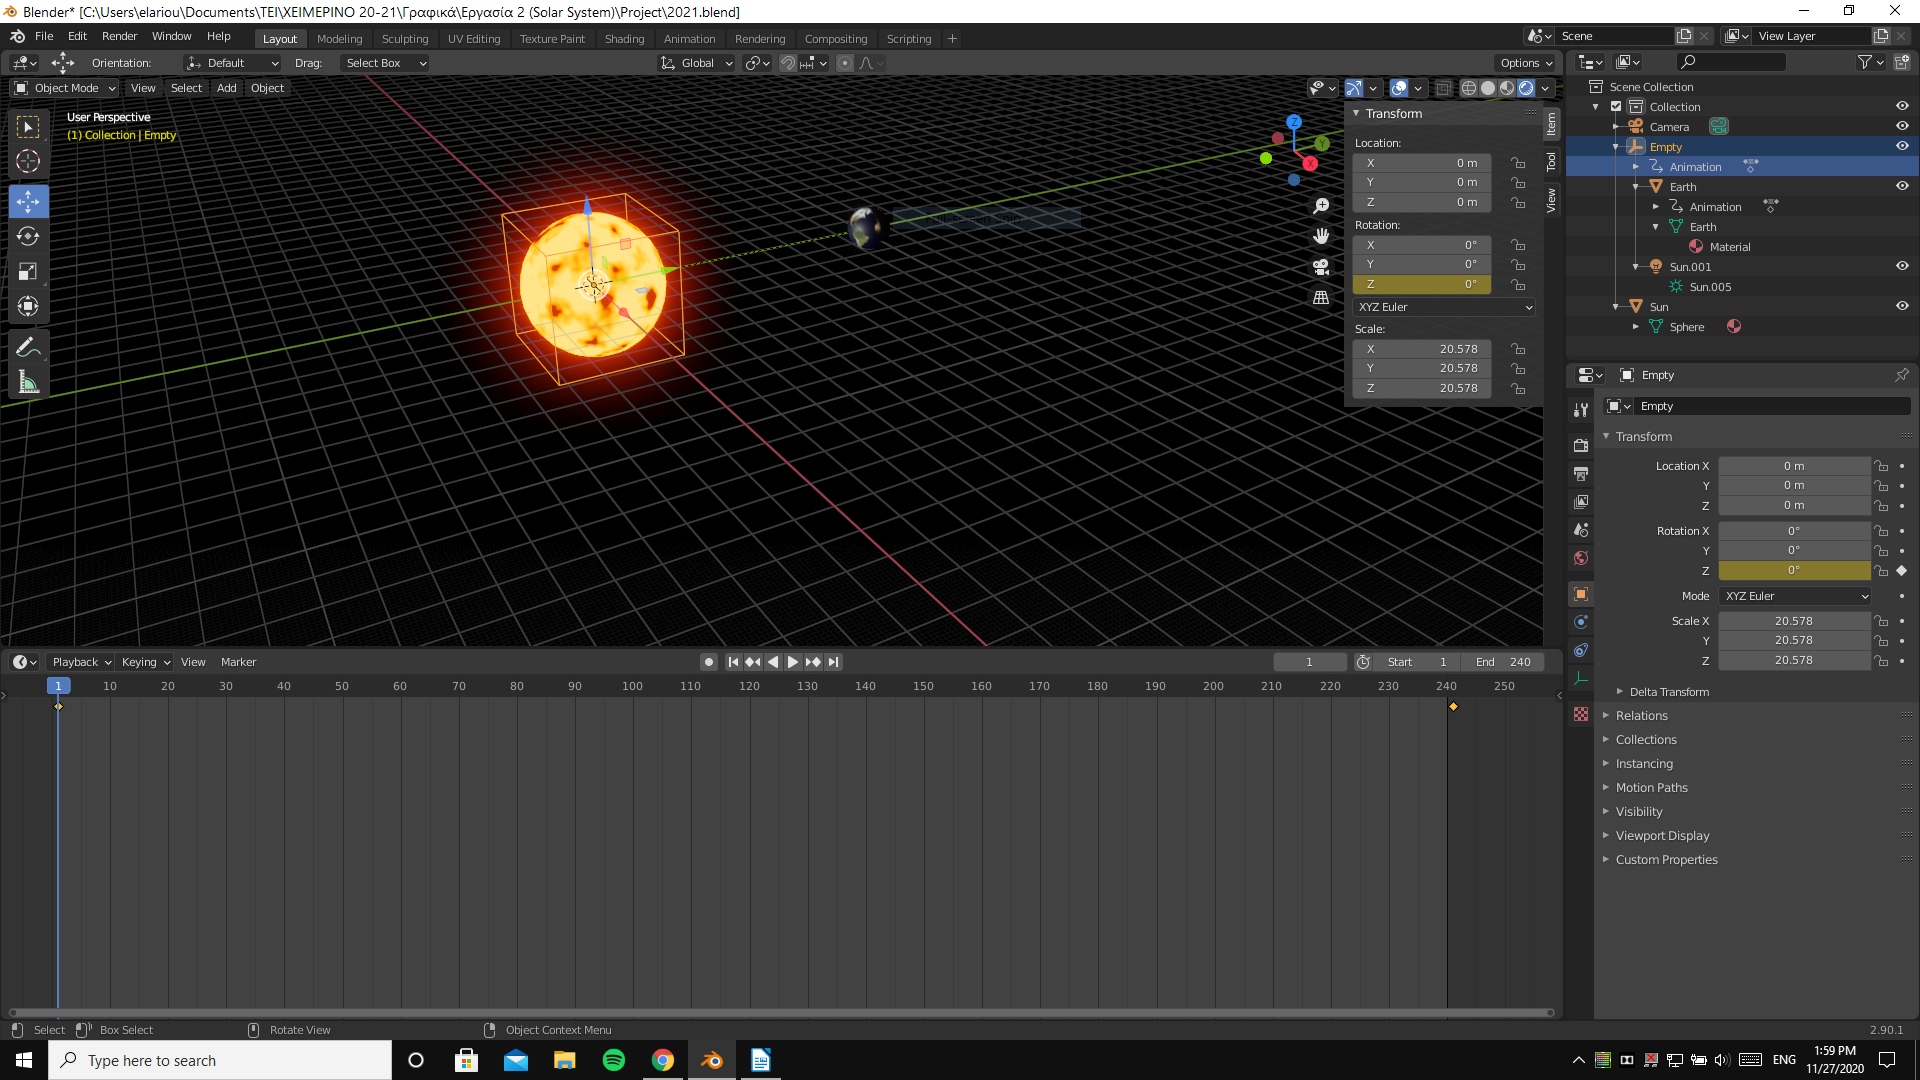 Blender* [C:\Users\elariou\Documents\TEI\ΧΕΙΜΕΡΙΝΟ 20-21\Γραφικά\Εργασία 2 (Solar System)\Project\2021.blend]
File Edit Render Window Help Layout Modeling Sculpting UV Editing Texture Paint Shading Animation Rendering Compositing Scripting + Scene View Layer
Orientation: Default Drag: Select Box Global Options
Object Mode View Select Add Object
User Perspective
(1) Collection | Empty
Z
Y
X
Transform
Location:
X 0 m
Y 0 m
Z 0 m
Rotation:
X 0°
Y 0°
Z 0°
XYZ Euler
Scale:
X 20.578
Y 20.578
Z 20.578
Item
Tool
View
Scene Collection
Collection
Camera
Empty
Animation
Earth
Animation
Earth
Material
Sun.001
Sun.005
Sun
Sphere
Empty
Empty
Transform
Location X 0 m
Y 0 m
Z 0 m
Rotation X 0°
Y 0°
Z 0°
Mode XYZ Euler
Scale X 20.578
Y 20.578
Z 20.578
Delta Transform
Relations
Collections
Instancing
Motion Paths
Visibility
Viewport Display
Custom Properties
Playback Keying View Marker 1 Start 1 End 240
1 10 20 30 40 50 60 70 80 90 100 110 120 130 140 150 160 170 180 190 200 210 220 230 240 250
Select Box Select Rotate View Object Context Menu 2.90.1
Type here to search
ENG
1:59 PM
11/27/2020